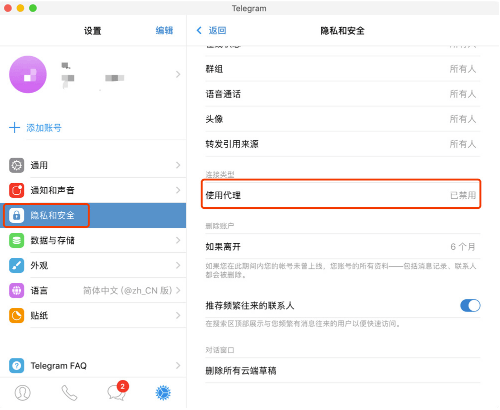 Telegram
设置
编辑
返回
隐私和安全
所有人
群组
所有人
语音通话
所有人
头像
所有人
添加账号
转发引用来源
所有人
通用
连接类型
通知和声音
使用代理
已禁用
隐私和安全
数据与存储
删除账户
外观
如果离开
6 个月
语言
简体中文 (@zh_CN 版)
如果您在此期间内您的帐号未曾上线，您账号的所有资料——包括消息记录、联系人
都会被删除。
贴纸
推荐频繁往来的联系人
在搜索区顶部展示与您频繁有消息往来的用户以便快速访问。
对话窗口
Telegram FAQ
删除所有云端草稿
2